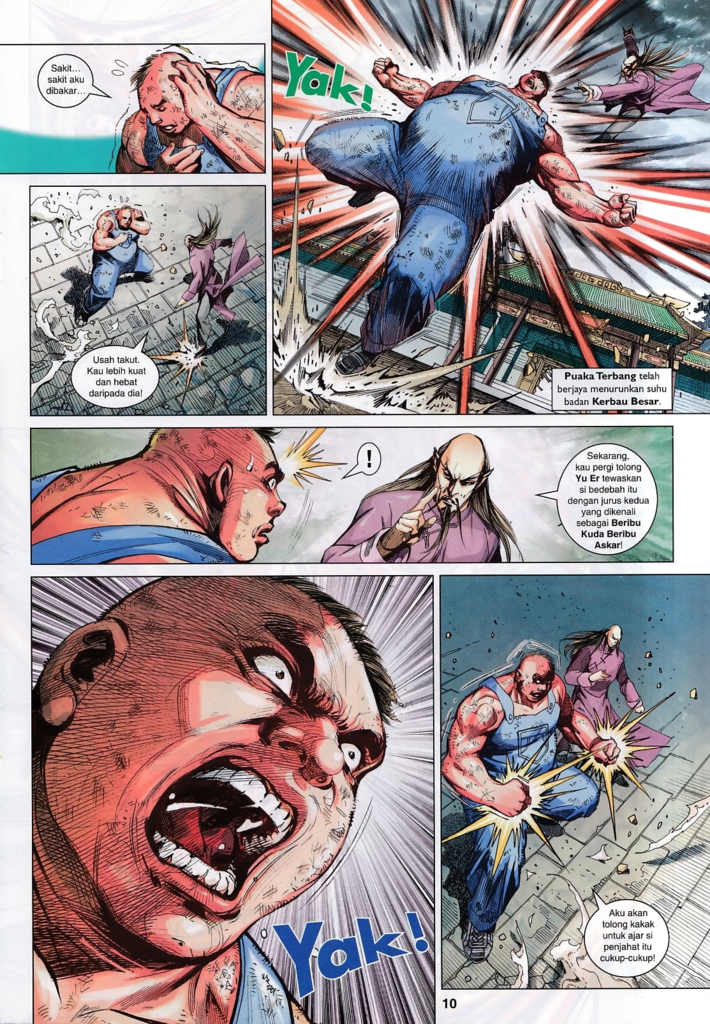 Sakit...
sakit aku
dibakar...
Yak!
Puaka Terbang telah
berjaya menurunkan suhu
badan Kerbau Besar.
Usah takut.
Kau lebih kuat
dan hebat
daripada dia!
!
Sekarang,
kau pergi tolong
Yu Er tewaskan
si bedebah itu
dengan jurus kedua
yang dikenali
sebagai Beribu
Kuda Beribu
Askar!
Yak!
Aku akan
tolong kakak
untuk ajar si
penjahat itu
cukup-cukup!
10